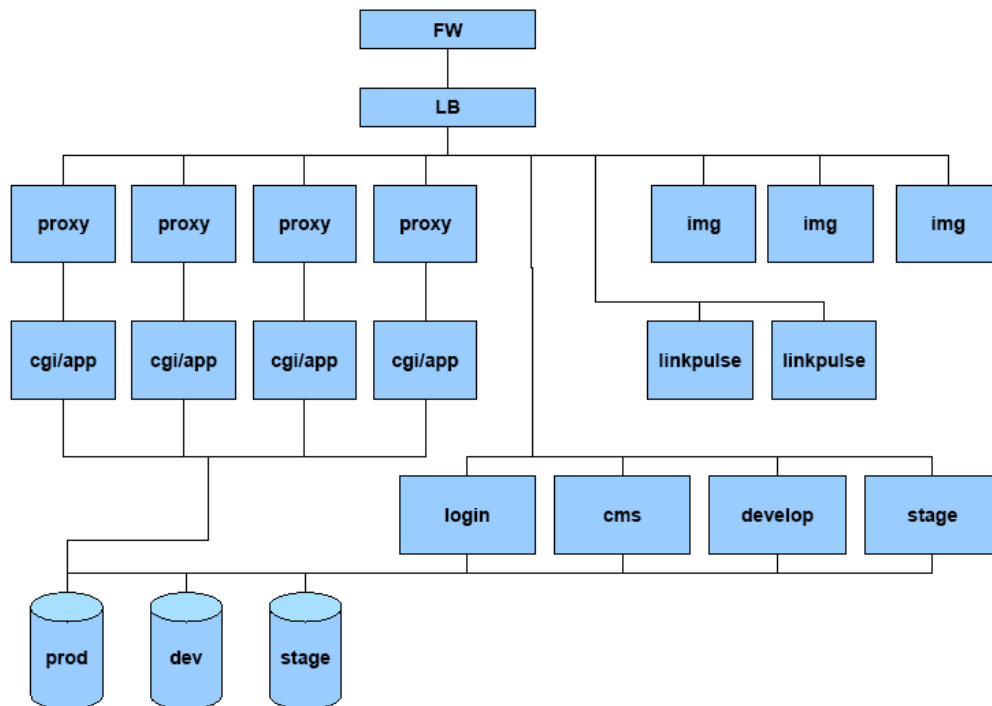 FW
LB
proxy
proxy
proxy
proxy
img
img
img
cgi/app
cgi/app
cgi/app
cgi/app
linkpulse
linkpulse
login
cms
develop
stage
prod
dev
stage